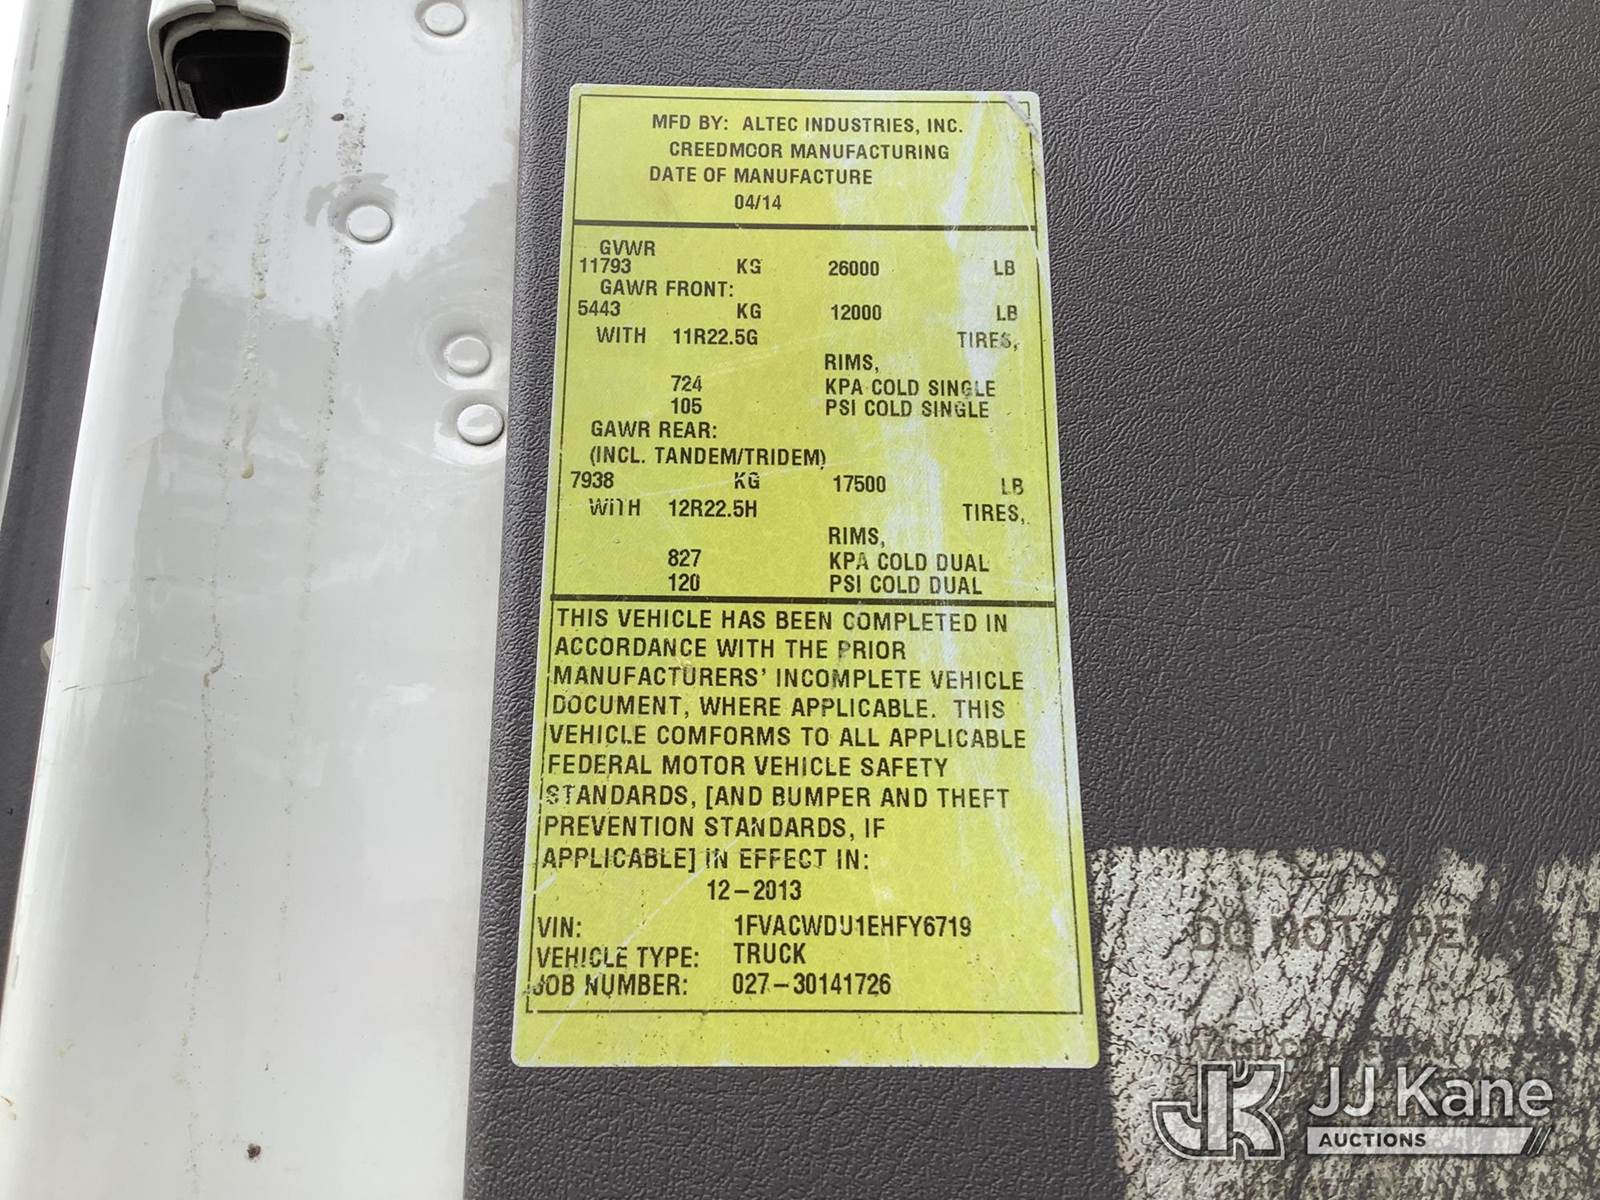 MFD BY: ALTEC INDUSTRIES, INC.
CREEDMOOR MANUFACTURING
DATE OF MANUFACTURE
04/14
GVWR
11793 KG 26000 LB
GAWR FRONT:
5443 KG 12000 LB
WITH 11R22.5G TIRES,
RIMS,
724 KPA COLD SINGLE
105 PSI COLD SINGLE
GAWR REAR:
(INCL. TANDEM/TRIDEM)
7938 KG 17500 LB
WITH 12R22.5H TIRES,
RIMS,
827 KPA COLD DUAL
120 PSI COLD DUAL
THIS VEHICLE HAS BEEN COMPLETED IN
ACCORDANCE WITH THE PRIOR
MANUFACTURERS' INCOMPLETE VEHICLE
DOCUMENT, WHERE APPLICABLE. THIS
VEHICLE COMFORMS TO ALL APPLICABLE
FEDERAL MOTOR VEHICLE SAFETY
STANDARDS, [AND BUMPER AND THEFT
PREVENTION STANDARDS, IF
APPLICABLE] IN EFFECT IN:
12-2013
VIN: 1FVACWDU1EHFY6719
VEHICLE TYPE: TRUCK
JOB NUMBER: 027-30141726
DO NOT
JK JJ Kane
AUCTIONS